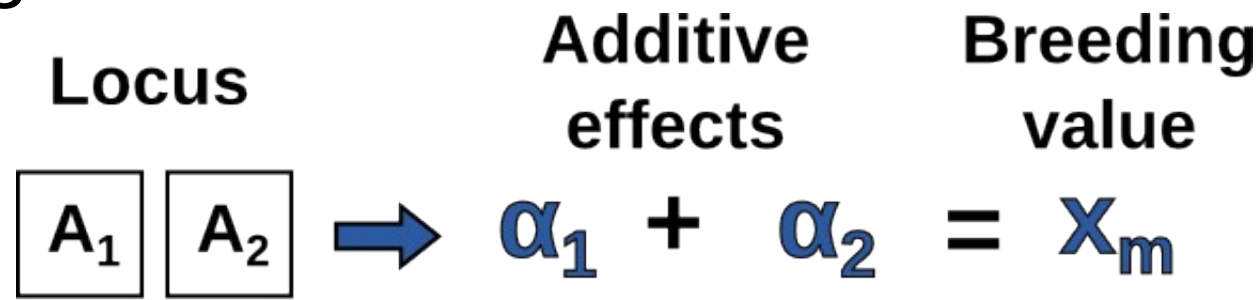 Locus
Additive
effects
Breeding
value
A₁ A₂ α₁ + α₂ = xₘ